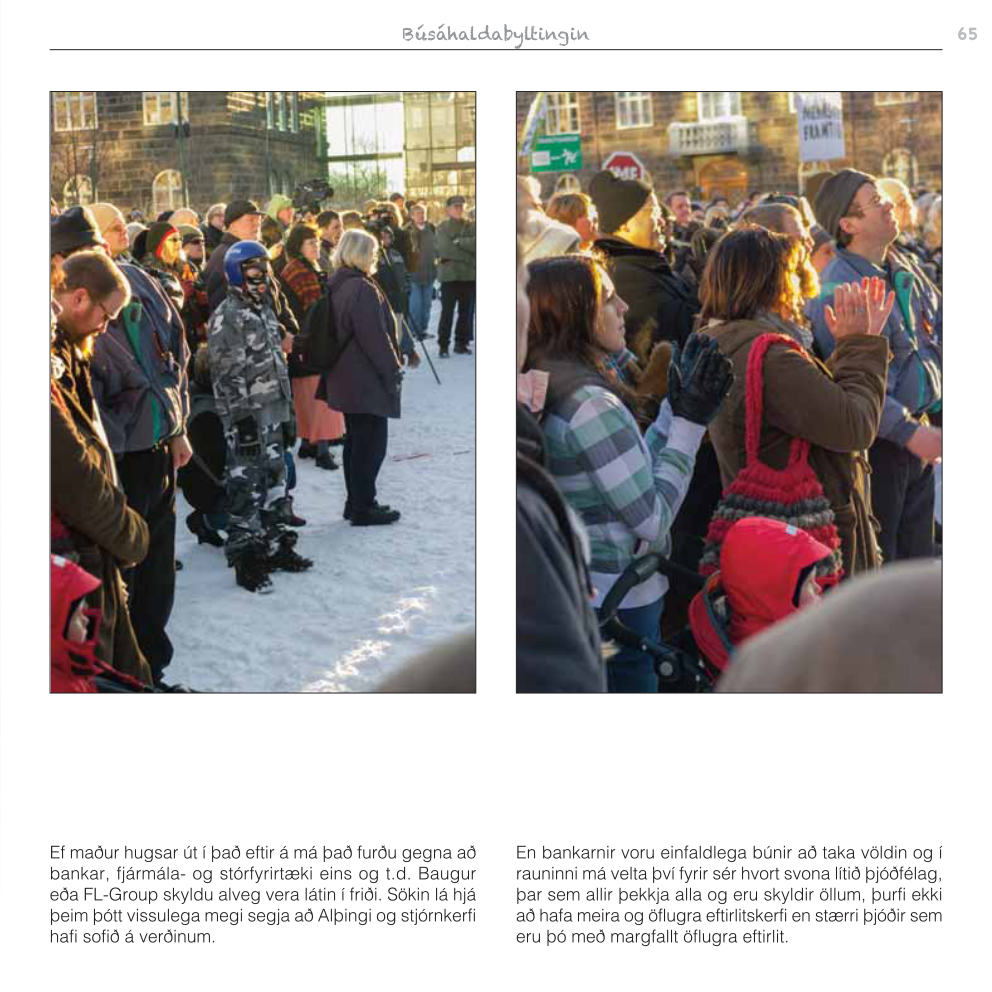 Búsáhaldabyltingin
65
FRAMT
Ef maður hugsar út í það eftir á má það furðu gegna að
bankar, fjármála- og stórfyrirtæki eins og t.d. Baugur
eða FL-Group skyldu alveg vera látin í friði. Sökin lá hjá
þeim þótt vissulega megi segja að Alþingi og stjórnkerfi
hafi sofið á verðinum.
En bankarnir voru einfaldlega búnir að taka völdin og í
rauninni má velta því fyrir sér hvort svona lítið þjóðfélag,
þar sem allir þekkja alla og eru skyldir öllum, þurfi ekki
að hafa meira og öflugra eftirlitskerfi en stærri þjóðir sem
eru þó með margfallt öflugra eftirlit.